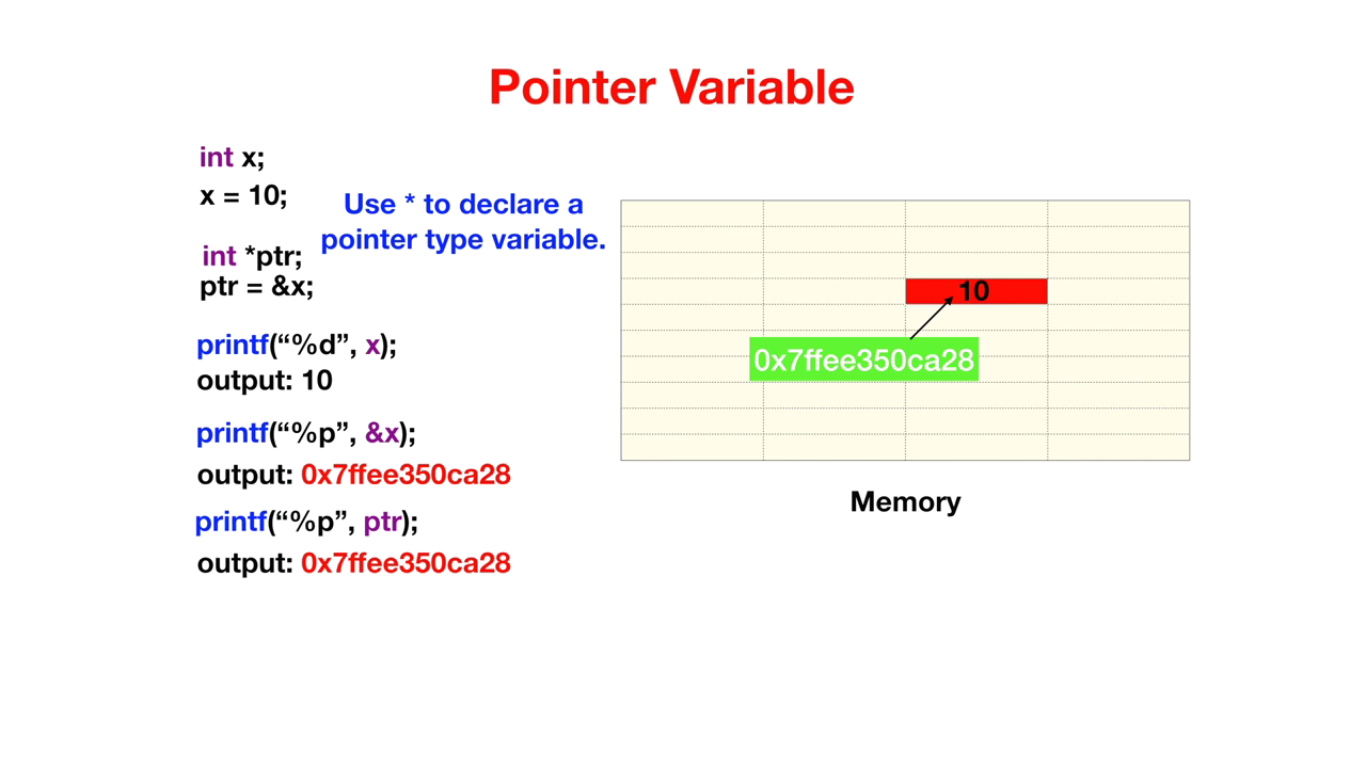 Pointer Variable
int x;
x = 10;
Use * to declare a
pointer type variable.
int *ptr;
ptr = &x;
printf(“%d”, x);
output: 10
printf(“%p”, &x);
output: 0x7ffee350ca28
printf(“%p”, ptr);
output: 0x7ffee350ca28
10
0x7ffee350ca28
Memory